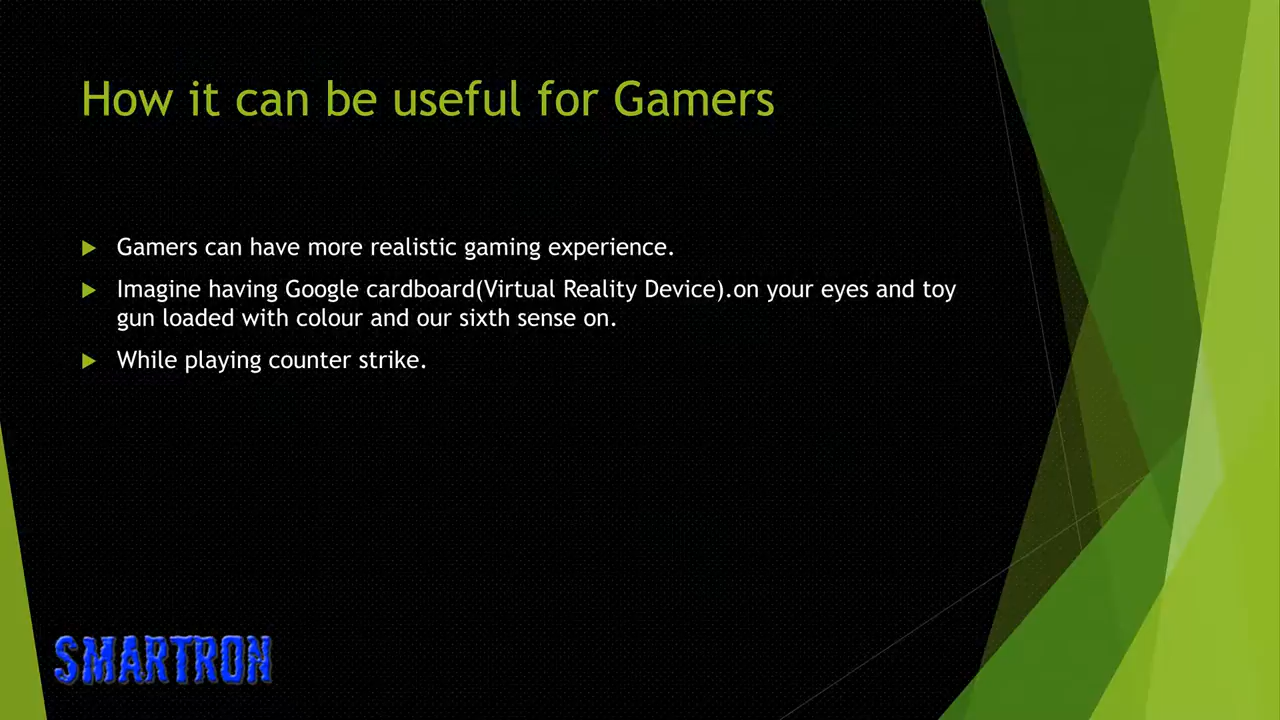 How it can be useful for Gamers
Gamers can have more realistic gaming experience.
Imagine having Google cardboard(Virtual Reality Device).on your eyes and toy
gun loaded with colour and our sixth sense on.
While playing counter strike.
SMARTRON